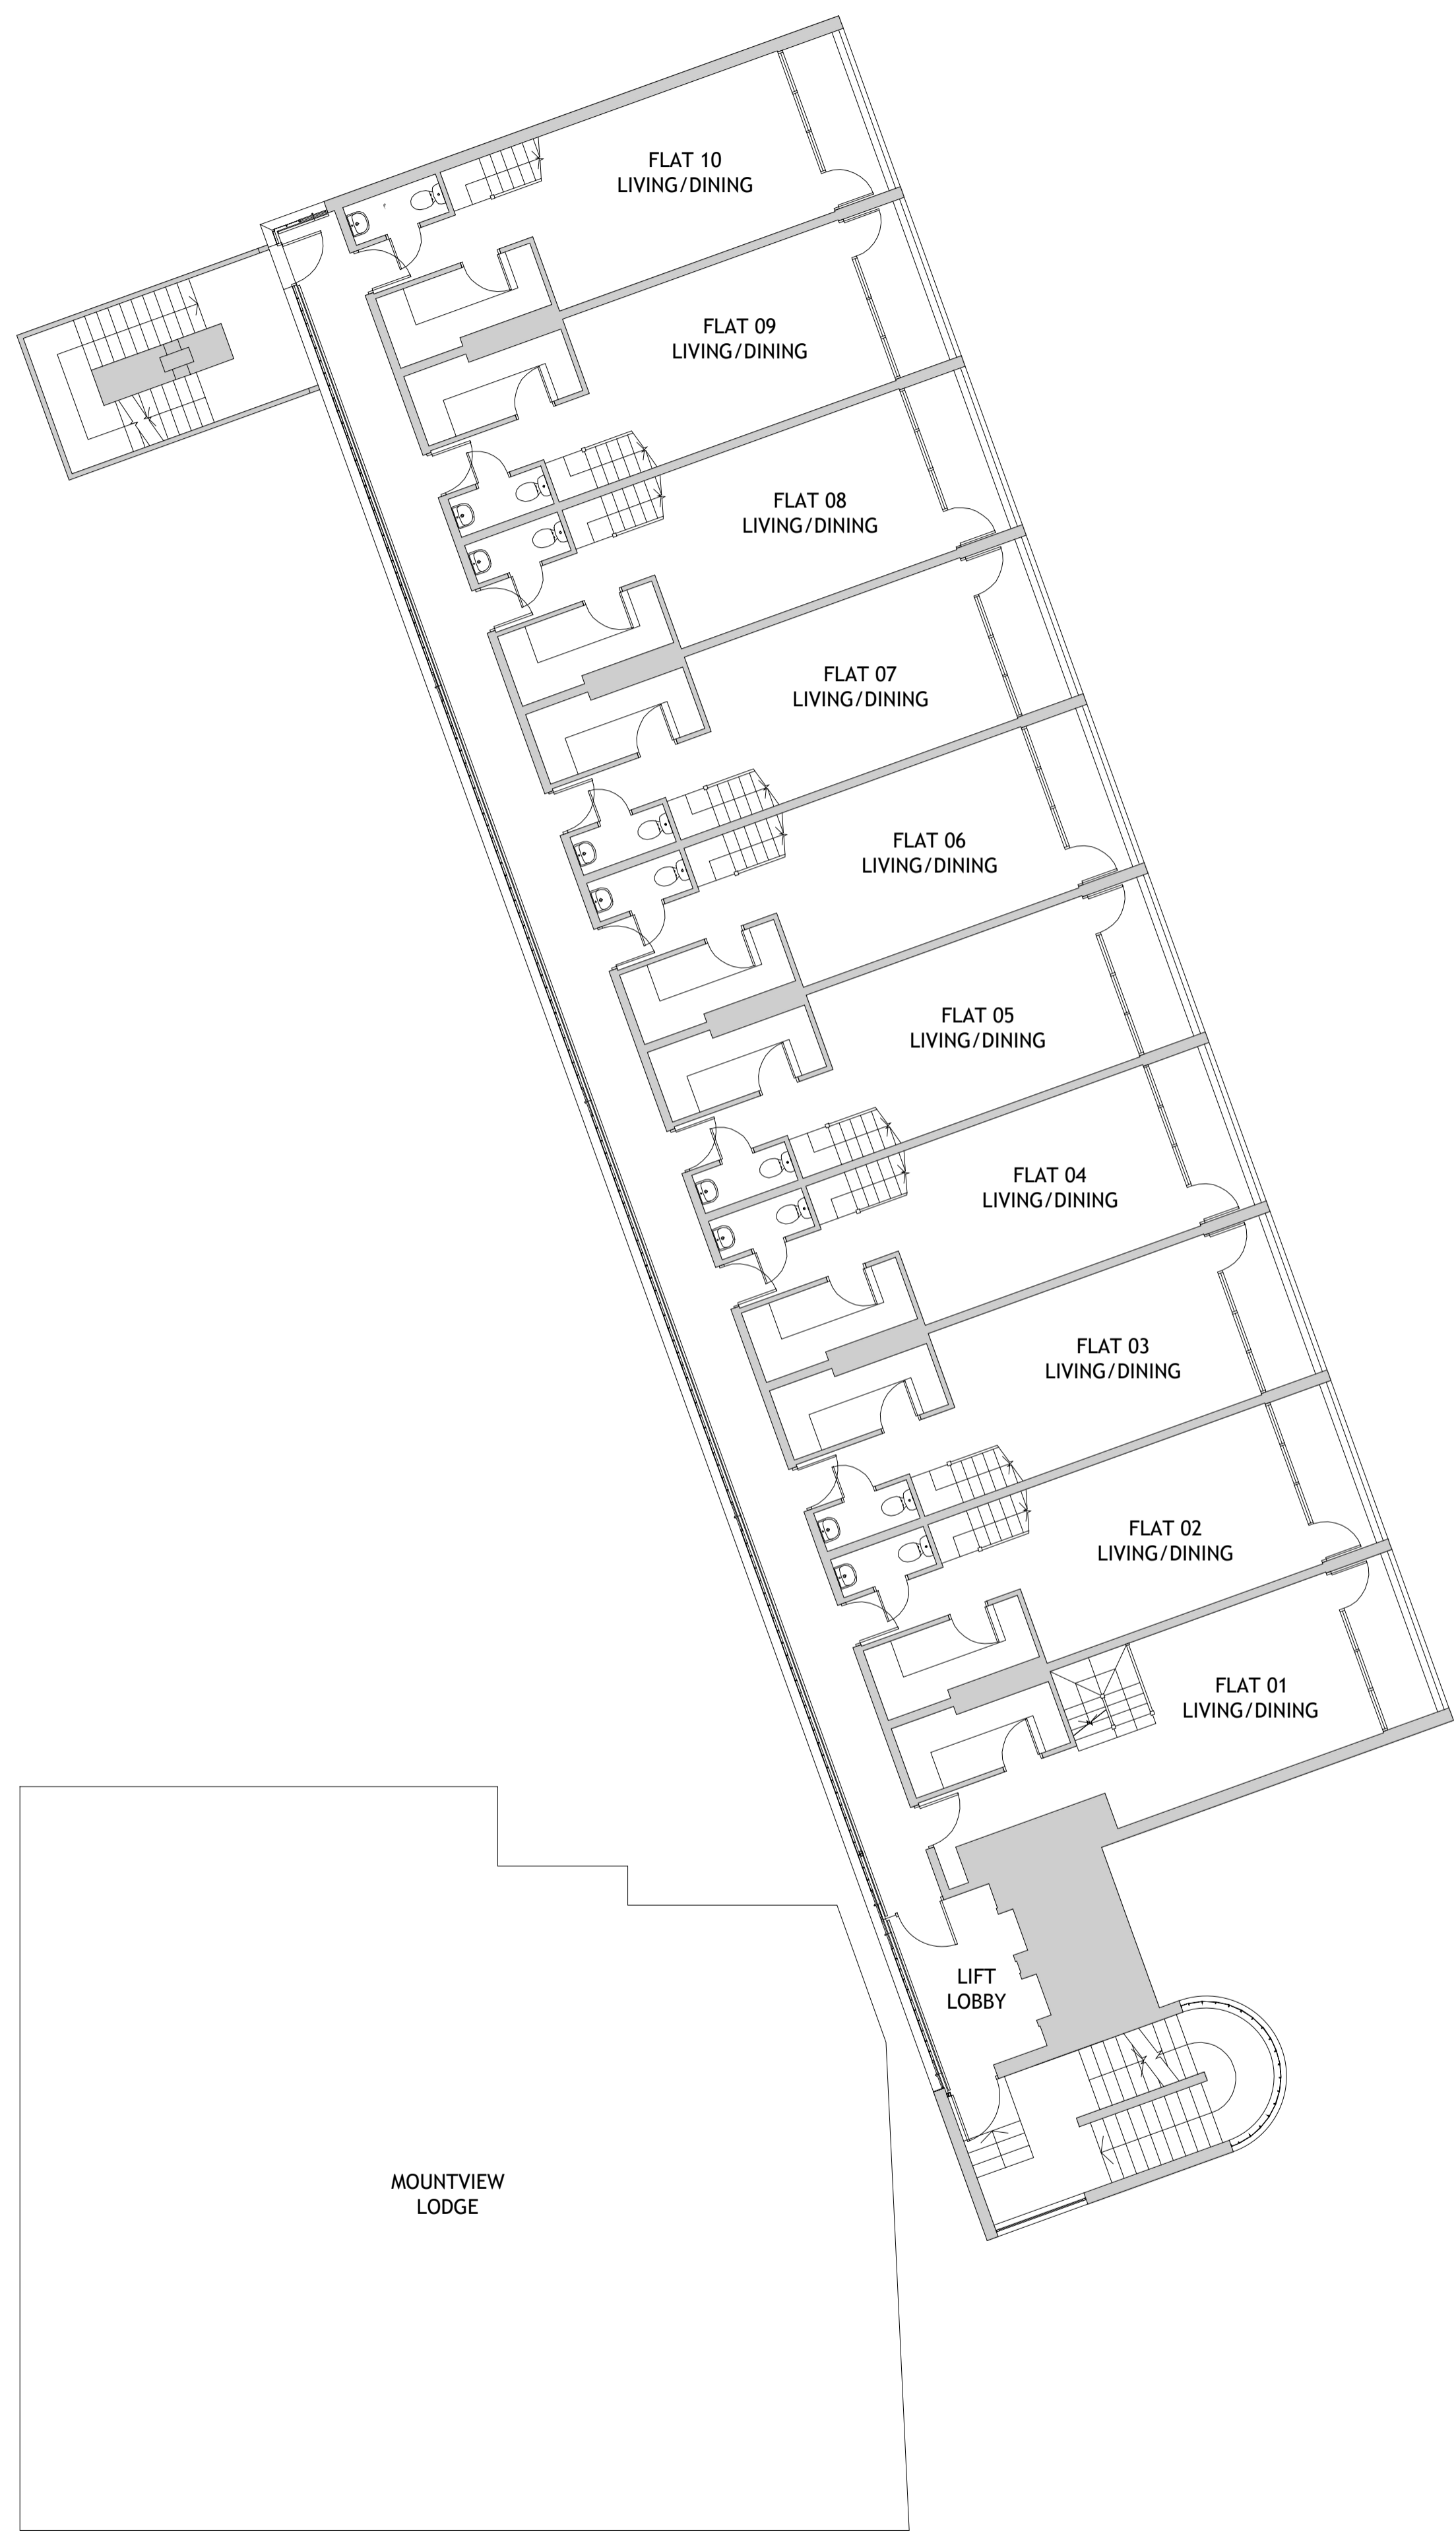 FLAT 10
LIVING/DINING
FLAT 09
LIVING/DINING
FLAT 08
LIVING/DINING
FLAT 07
LIVING/DINING
FLAT 06
LIVING/DINING
FLAT 05
LIVING/DINING
FLAT 04
LIVING/DINING
FLAT 03
LIVING/DINING
FLAT 02
LIVING/DINING
FLAT 01
LIVING/DINING
LIFT
LOBBY
MOUNTVIEW
LODGE